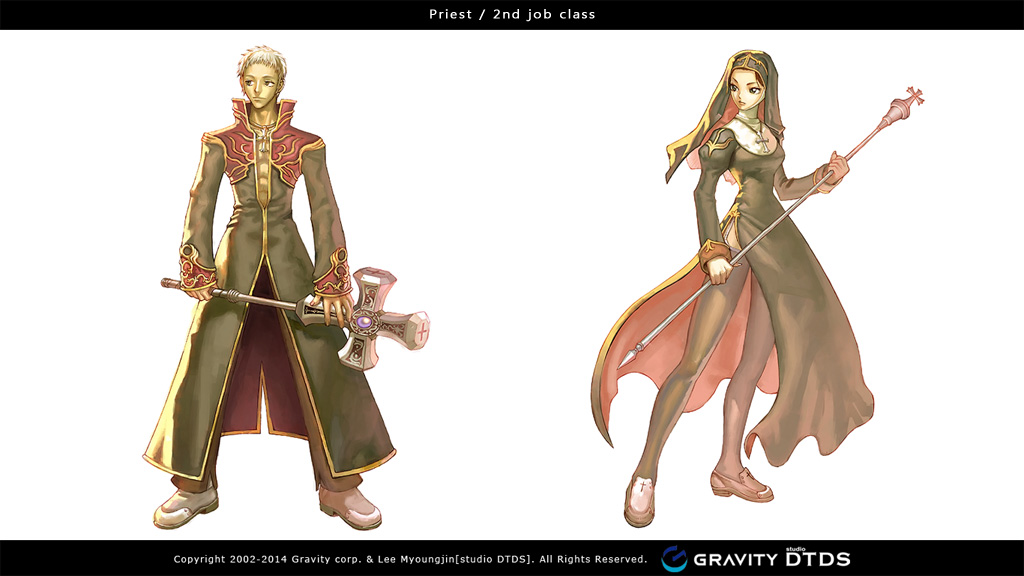 Priest / 2nd job class
Copyright 2002-2014 Gravity corp. & Lee Myoungjin[studio DTDS]. All Rights Reserved.
GRAVITY studio DTDS